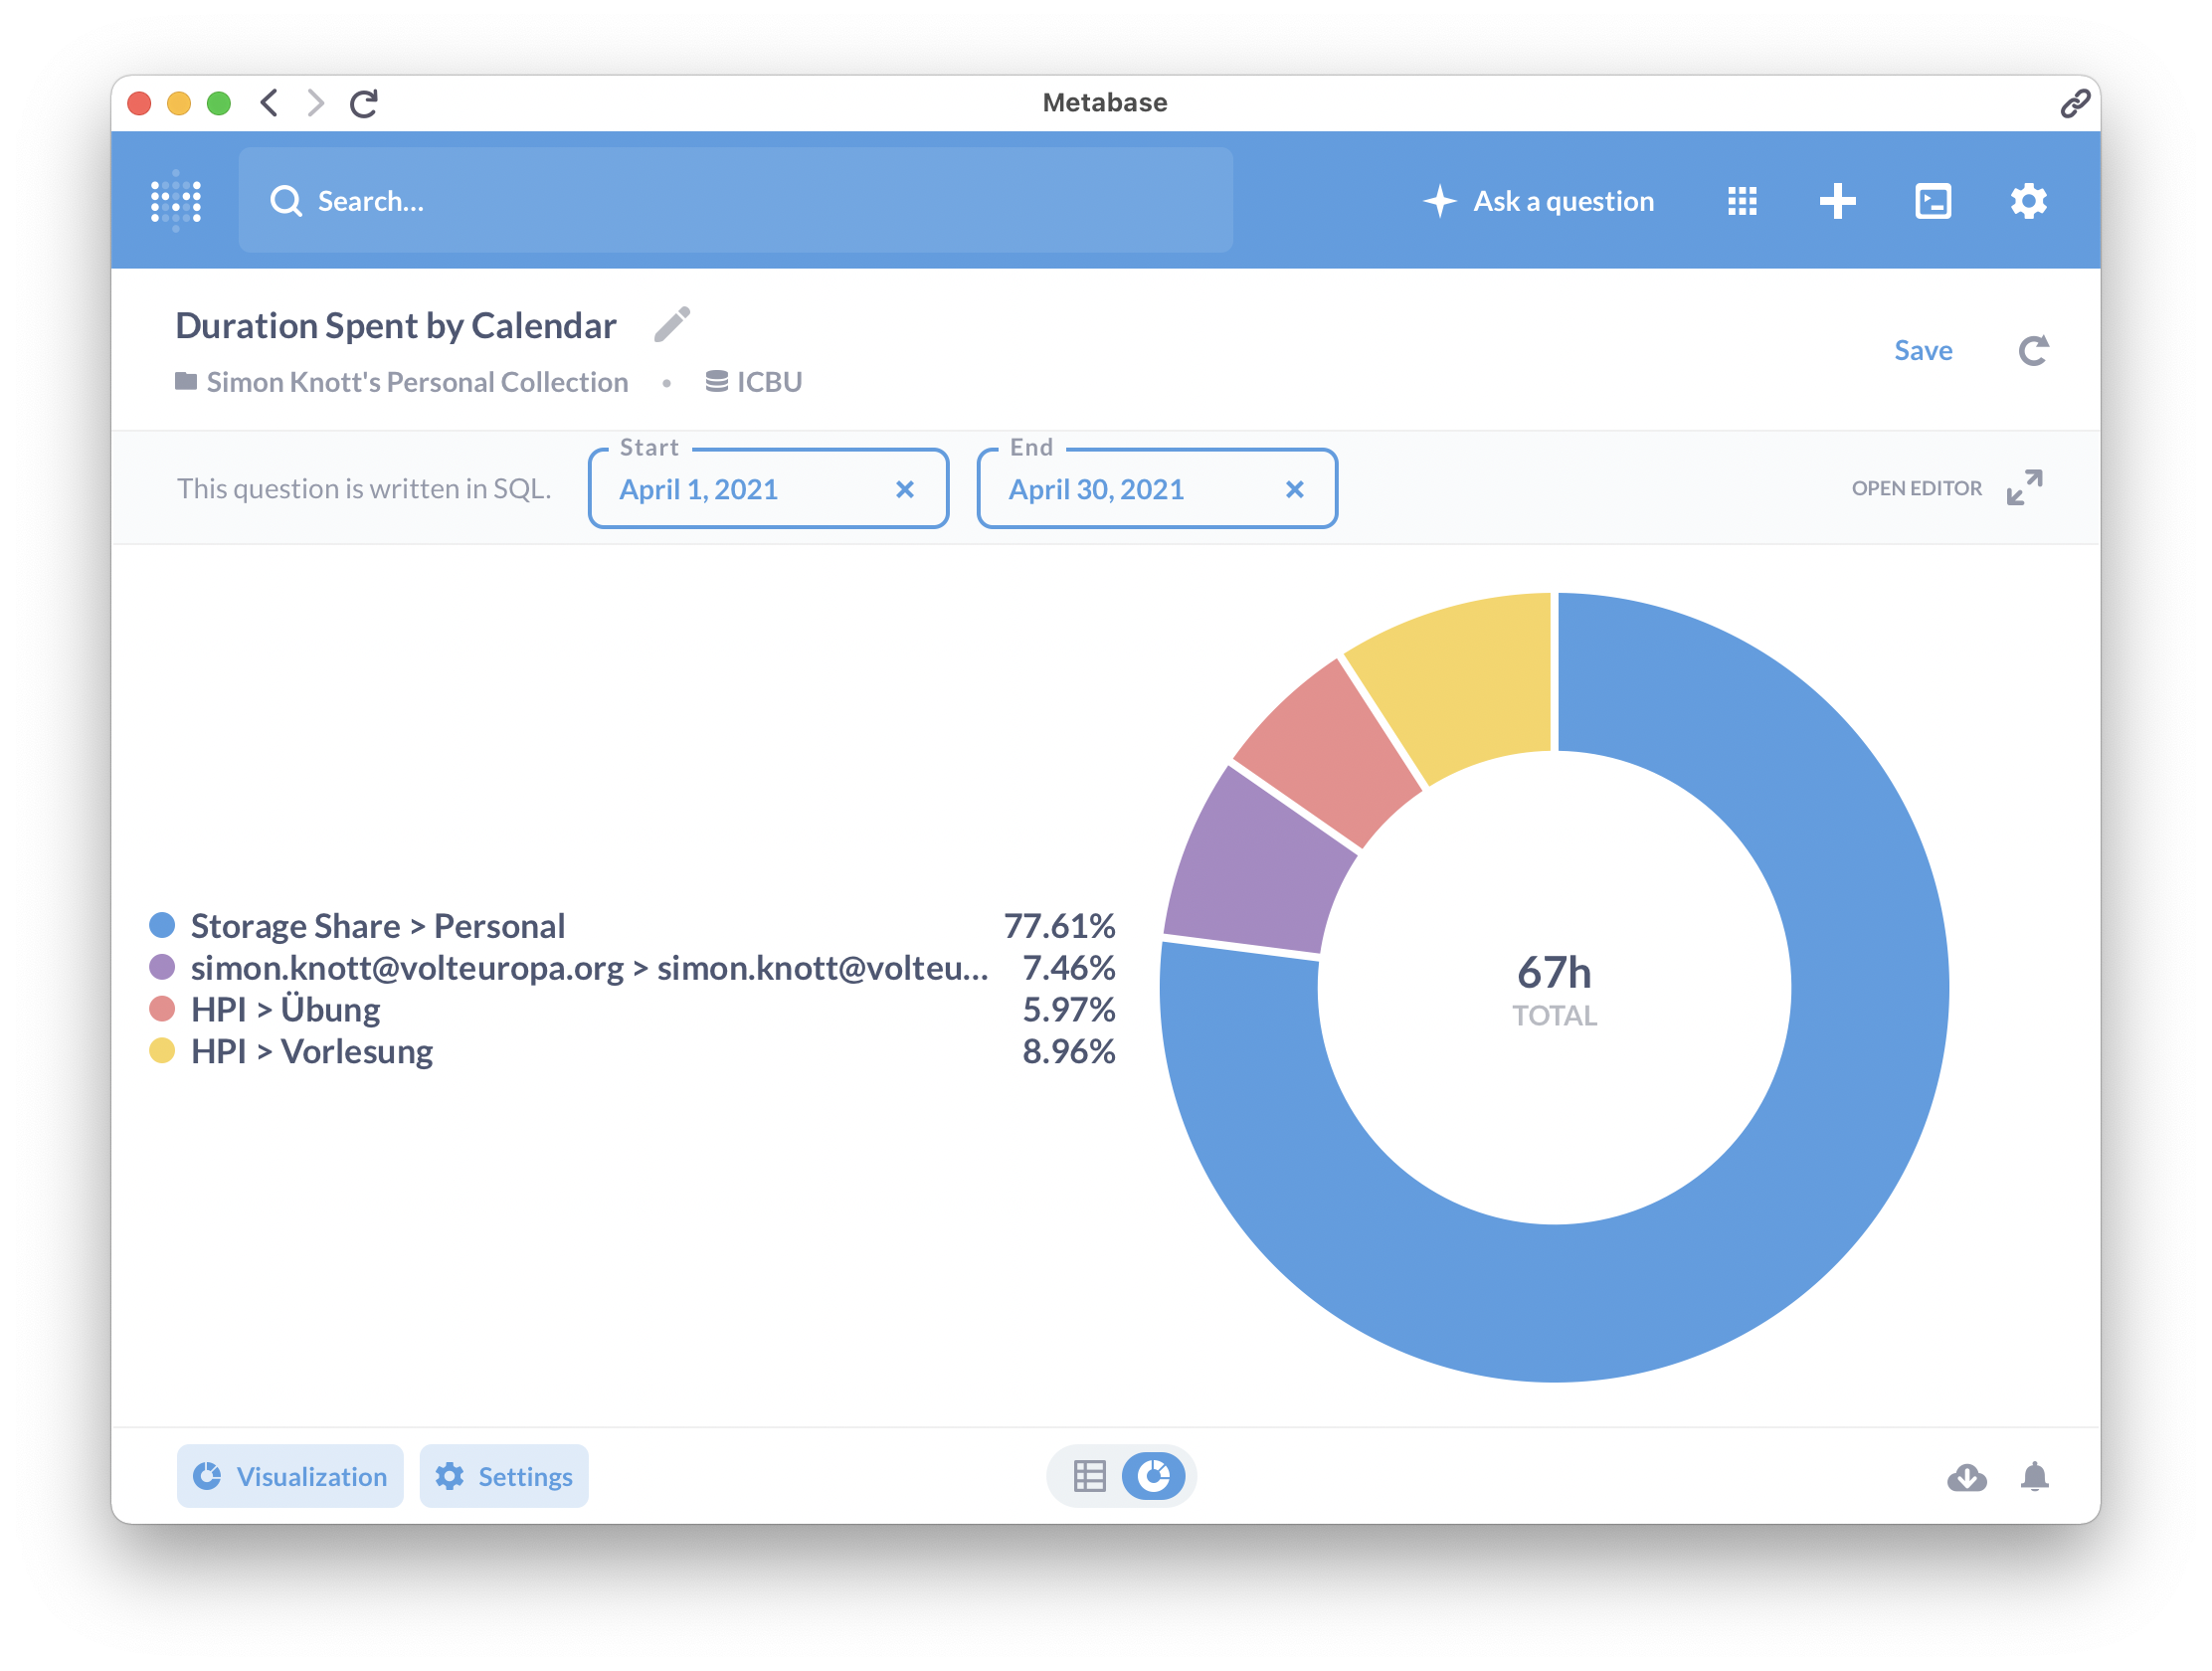 Metabase
Search...
Ask a question
Duration Spent by Calendar
Save
Simon Knott's Personal Collection • ICBU
Start
End
This question is written in SQL.
April 1, 2021
April 30, 2021
OPEN EDITOR
Storage Share > Personal 77.61%
simon.knott@volteuropa.org > simon.knott@volteu... 7.46%
HPI > Übung 5.97%
HPI > Vorlesung 8.96%
67h
TOTAL
Visualization
Settings